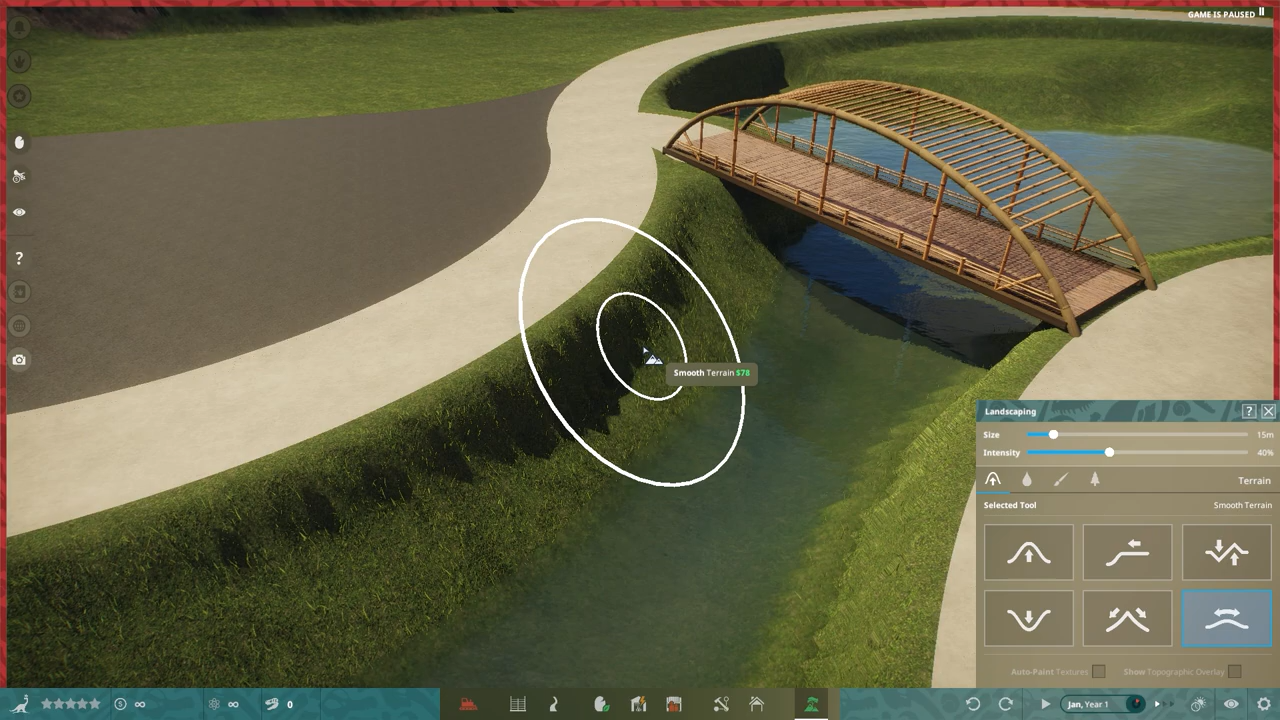 GAME IS PAUSED
?
Smooth Terrain $78
Landscaping
?
Size 15m
Intensity 40%
Terrain
Selected Tool Smooth Terrain
Auto-Paint Textures
Show Topographic Overlay
∞
∞
0
Jan, Year 1